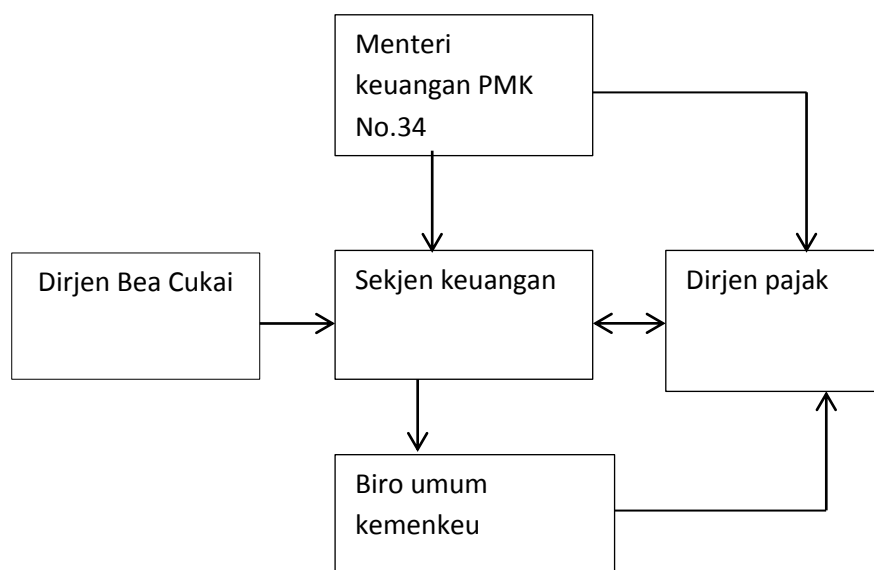 Menteri
keuangan PMK
No.34
Dirjen Bea Cukai
Sekjen keuangan
Dirjen pajak
Biro umum
kemenkeu